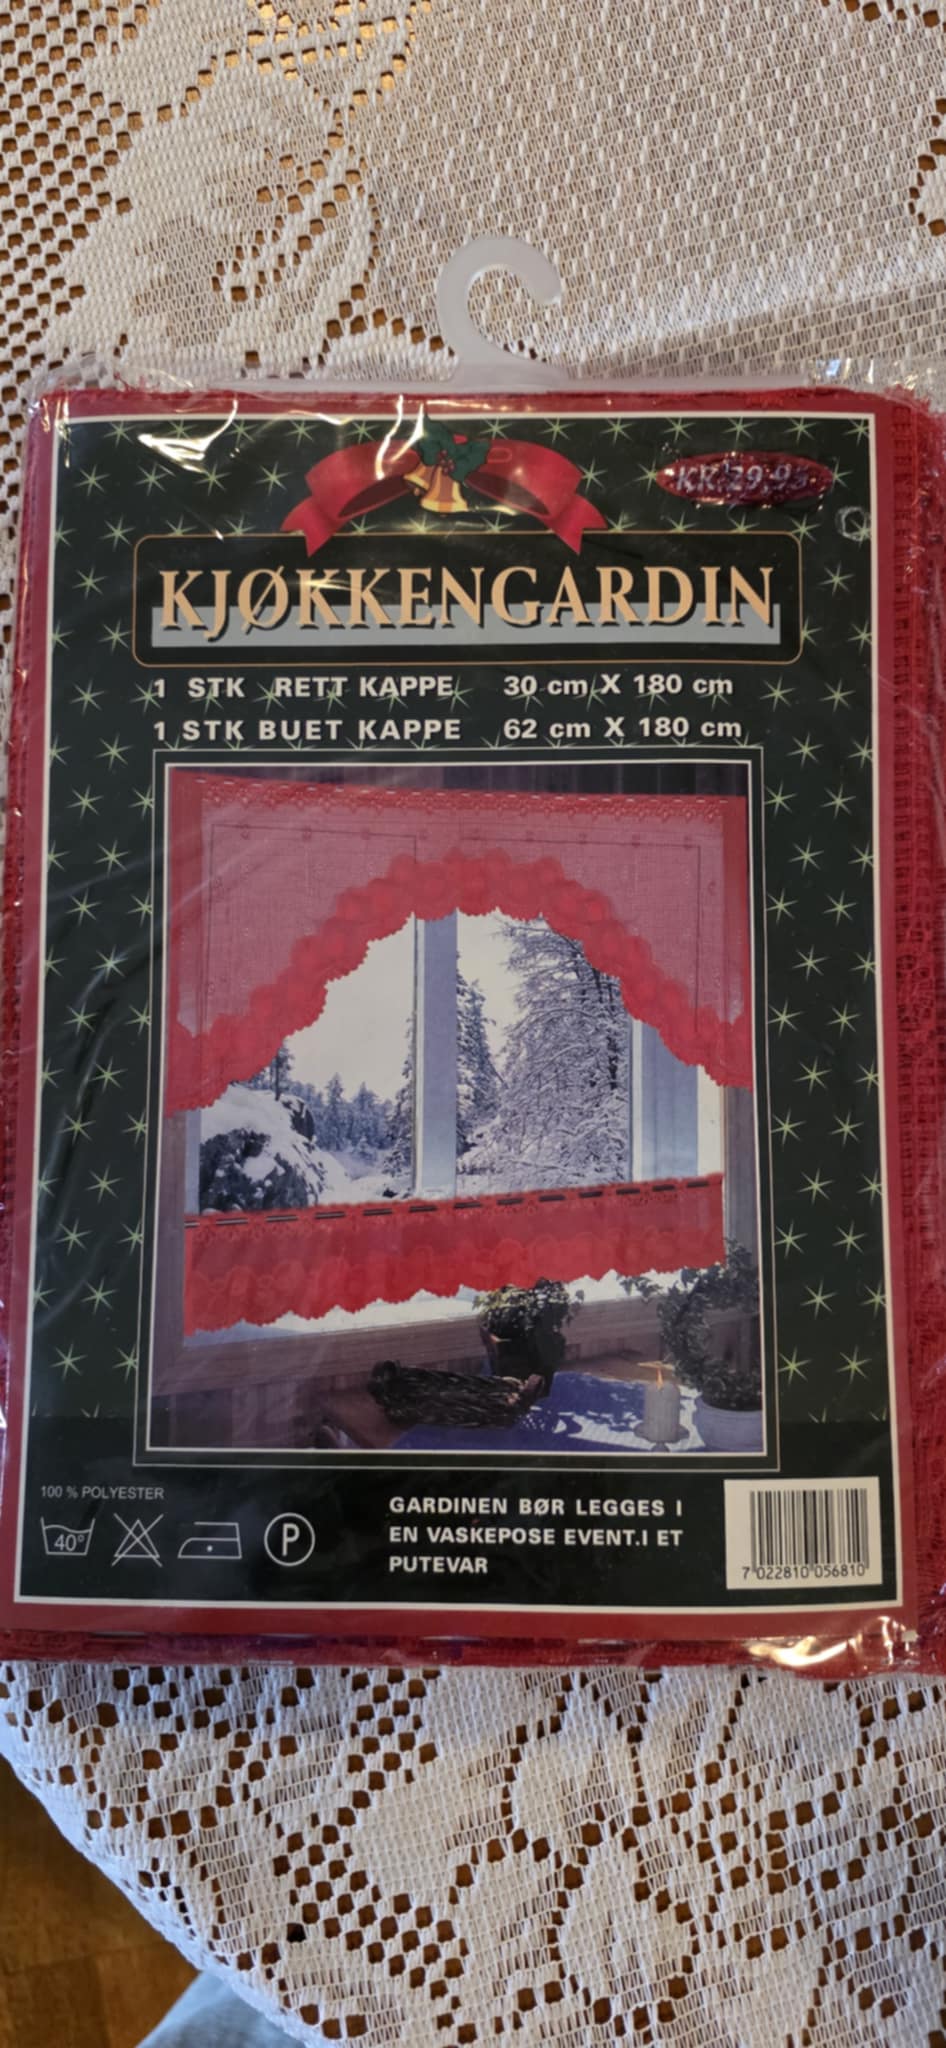 KR 29,95
KJØKKENGARDIN
1 STK RETT KAPPE 30 cm X 180 cm
1 STK BUET KAPPE 62 cm X 180 cm
100 % POLYESTER
40°
P
GARDINEN BØR LEGGES I
EN VASKEPOSE EVENT.I ET
PUTEVAR
7 022810 056810